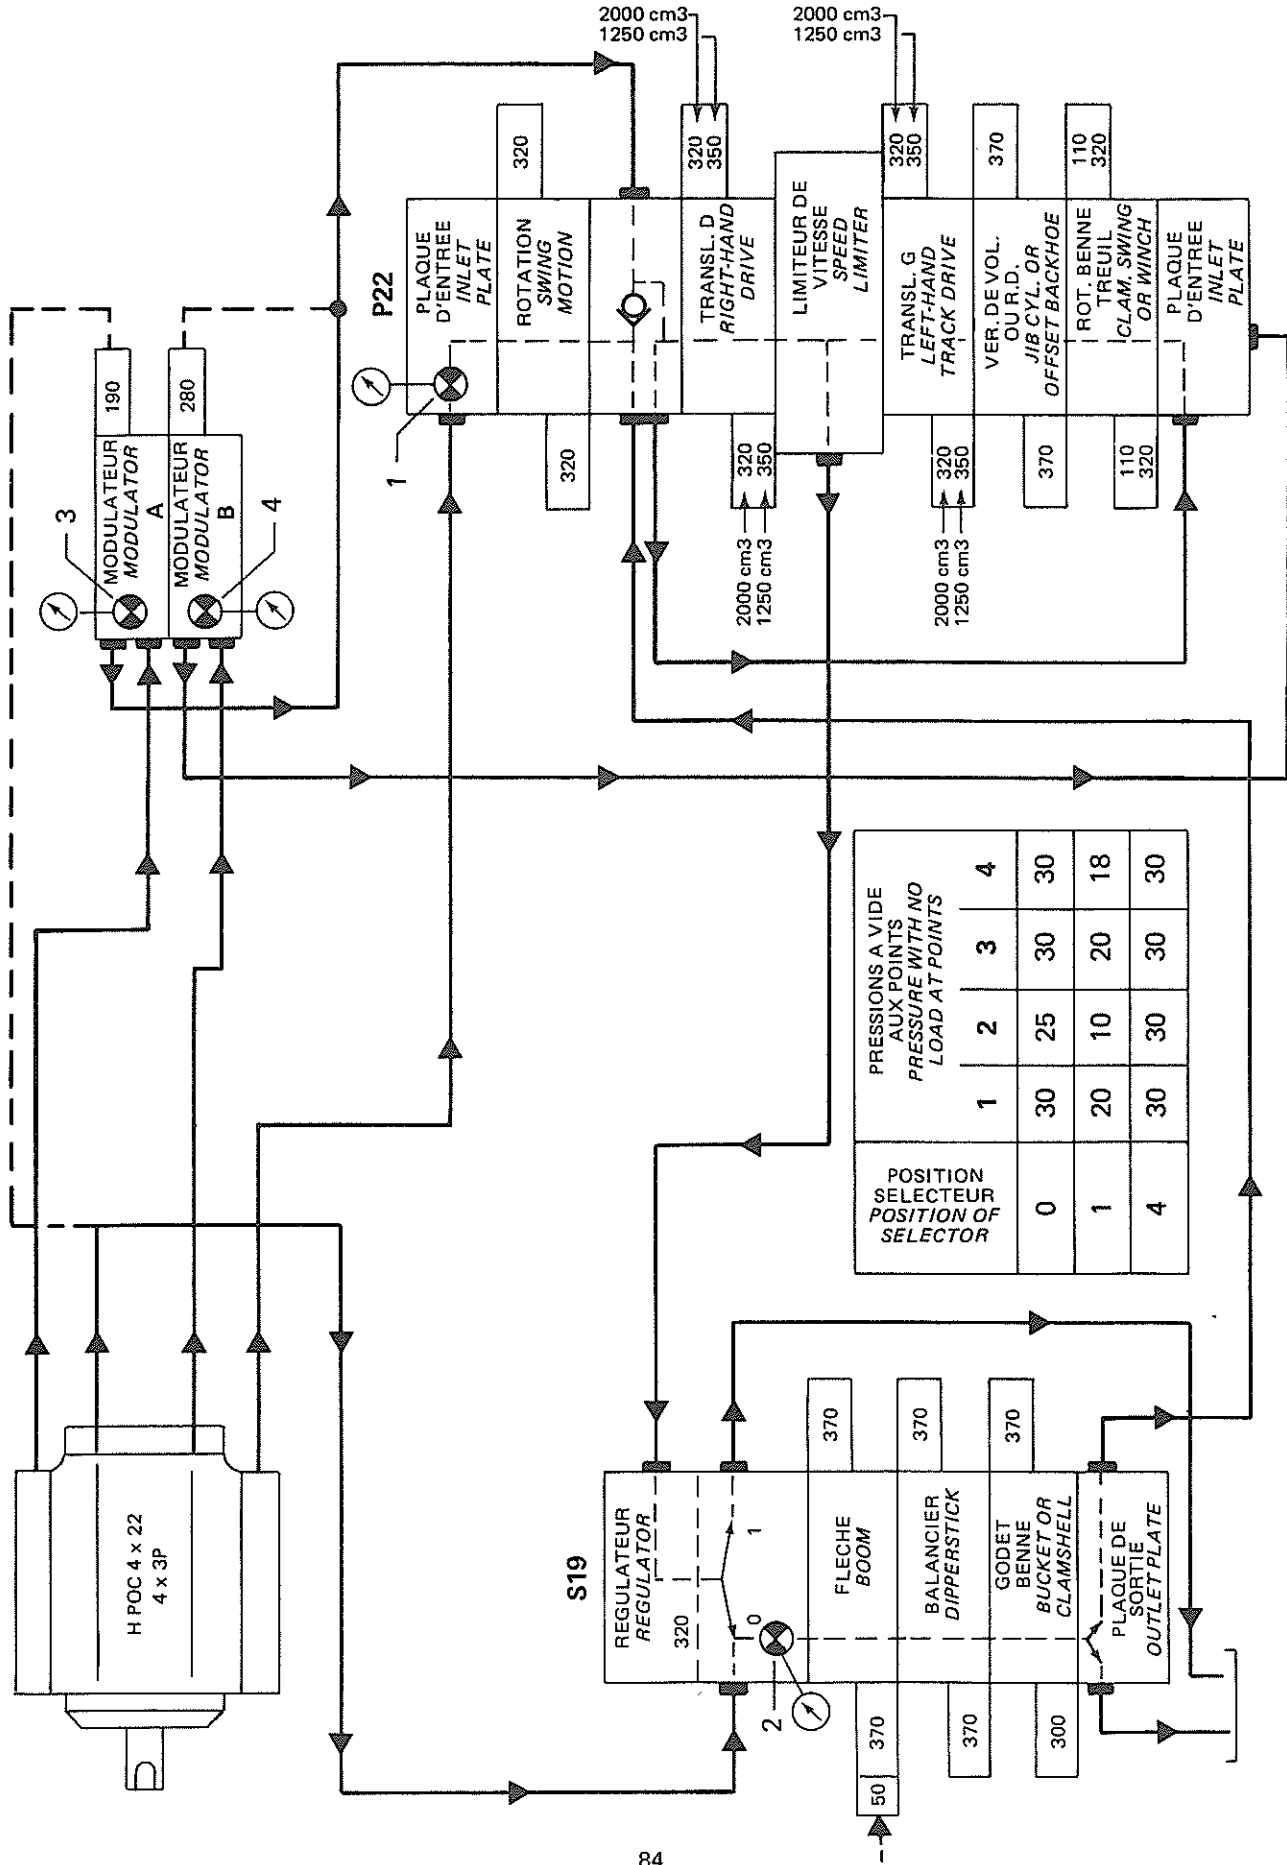 2000 cm3
1250 cm3
2000 cm3
1250 cm3
190
280
MODULATEUR
MODULATOR
A
MODULATEUR
MODULATOR
B
3
4
P22
1
PLAQUE
D'ENTREE
INLET
PLATE
320
ROTATION
SWING
MOTION
320
320
350
TRANSL. D
RIGHT-HAND
DRIVE
320
350
2000 cm3
1250 cm3
LIMITEUR DE
VITESSE
SPEED
LIMITER
320
350
TRANSL. G
LEFT-HAND
TRACK DRIVE
320
350
2000 cm3
1250 cm3
370
VER. DE VOL.
OU R.D.
JIB CYL. OR
OFFSET BACKHOE
370
110
320
ROT. BENNE
TREUIL
CLAM. SWING
OR WINCH
110
320
PLAQUE
D'ENTREE
INLET
PLATE
H POC 4 x 22
4 x 3P
POSITION
SELECTEUR
POSITION OF
SELECTOR
PRESSIONS A VIDE
AUX POINTS
PRESSURE WITH NO
LOAD AT POINTS
1 2 3 4
0 30 25 30 30
1 20 10 20 18
4 30 30 30 30
S19
REGULATEUR
REGULATOR
320
1
0
2
370
FLECHE
BOOM
370
50
370
BALANCIER
DIPPERSTICK
370
370
GODET
BENNE
BUCKET OR
CLAMSHELL
300
PLAQUE DE
SORTIE
OUTLET PLATE
84